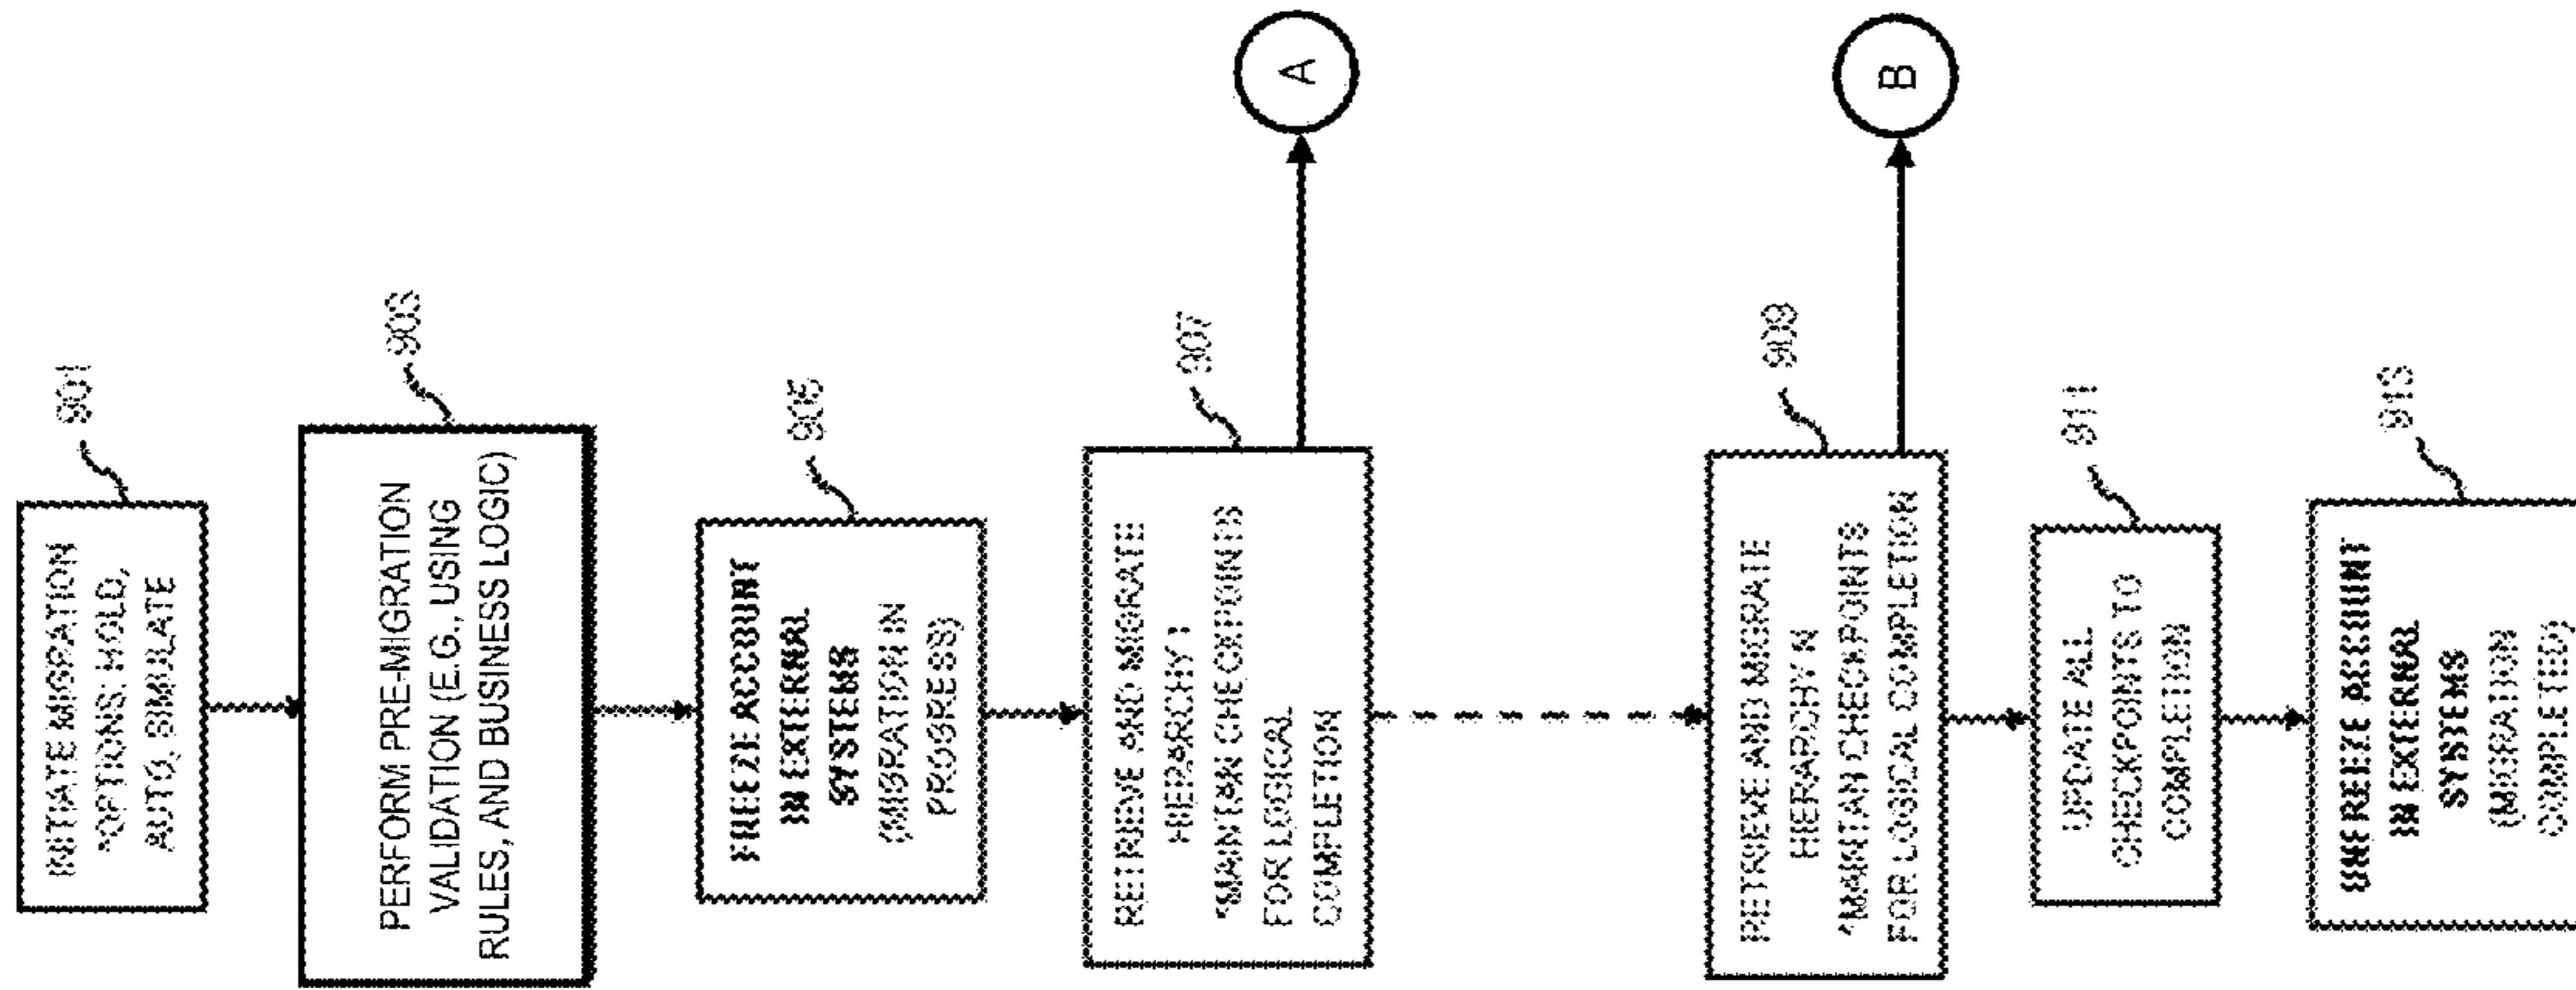 901
INITIATE MIGRATION
*OPTIONS: HOLD,
AUTO, SIMULATE
903
PERFORM PRE-MIGRATION
VALIDATION (E.G., USING
RULES, AND BUSINESS LOGIC)
905
FREEZE ACCOUNT
IN EXTERNAL
SYSTEMS
(MIGRATION IN
PROGRESS)
907
RETRIEVE AND MIGRATE
HIERARCHY 1
*MAINTAIN CHECKPOINTS
FOR LOGICAL
COMPLETION
A
909
RETRIEVE AND MIGRATE
HIERARCHY N
*MAINTAIN CHECKPOINTS
FOR LOGICAL COMPLETION
B
911
UPDATE ALL
CHECKPOINTS TO
COMPLETION
913
UNFREEZE ACCOUNT
IN EXTERNAL
SYSTEMS
(MIGRATION
COMPLETED)